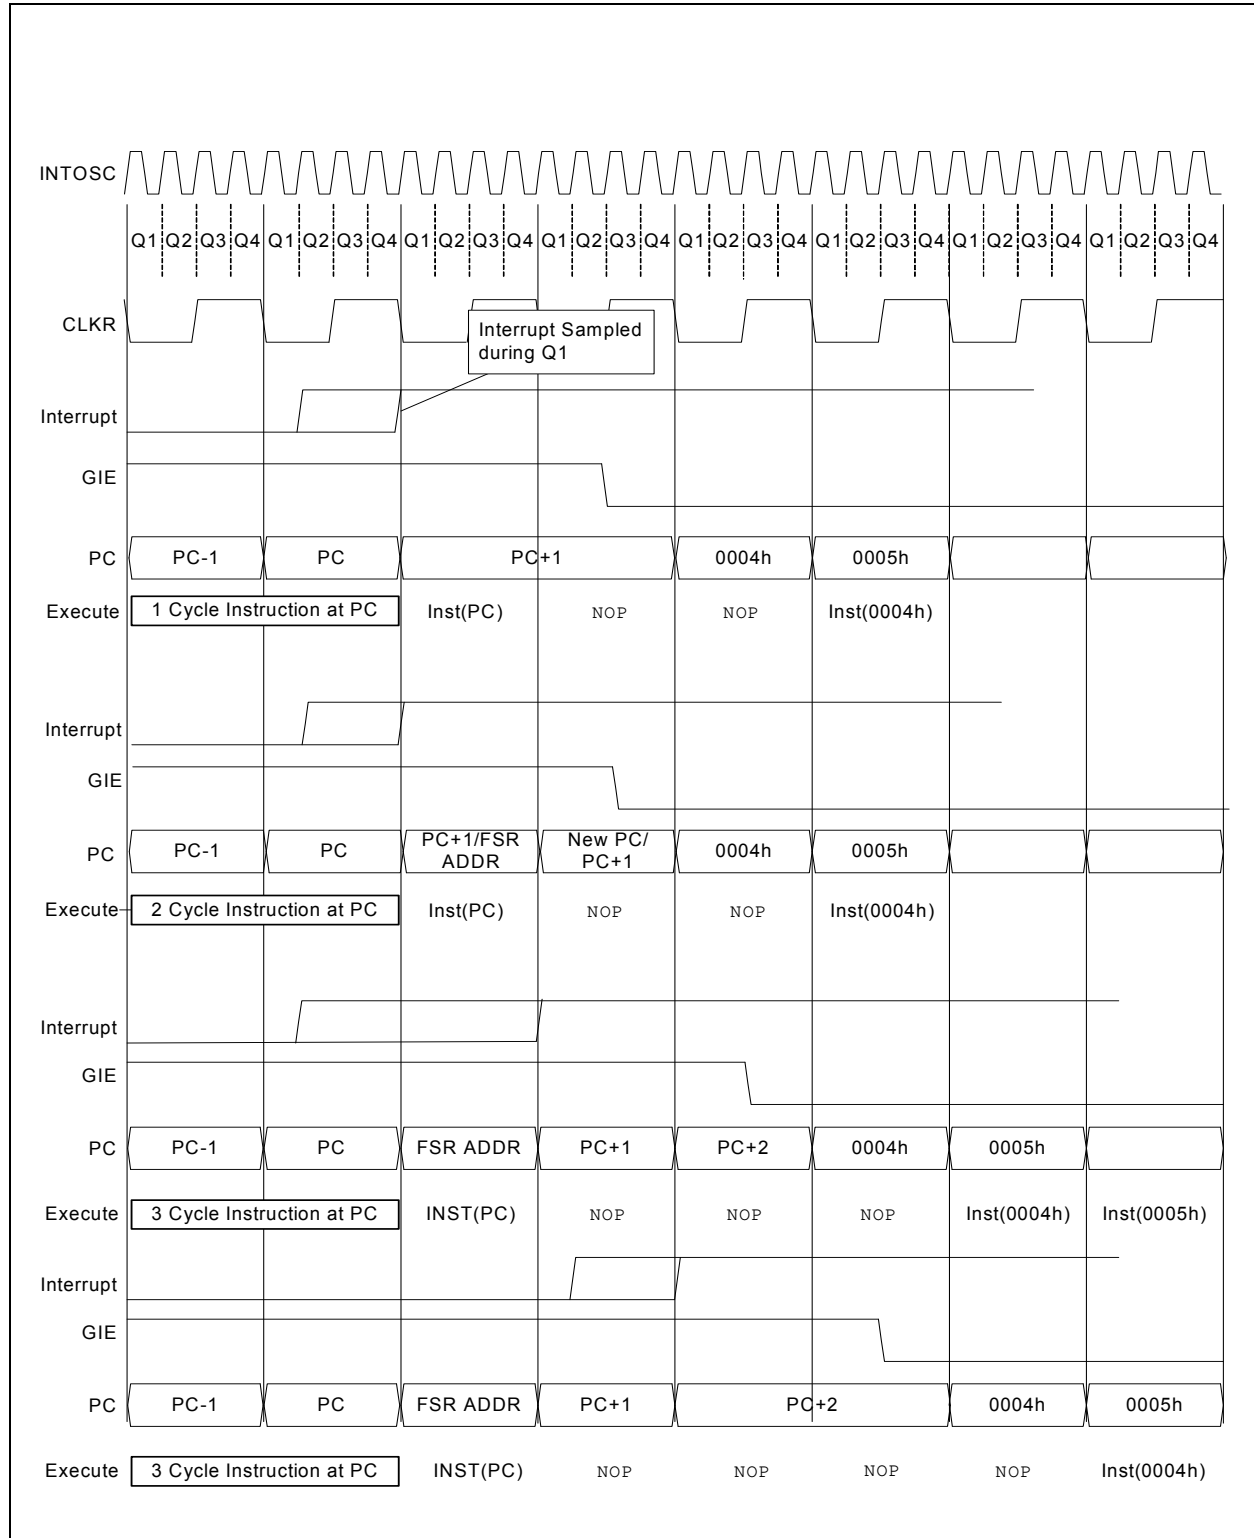 INTOSC
Q1 Q2 Q3 Q4 Q1 Q2 Q3 Q4 Q1 Q2 Q3 Q4 Q1 Q2 Q3 Q4 Q1 Q2 Q3 Q4 Q1 Q2 Q3 Q4 Q1 Q2 Q3 Q4 Q1 Q2 Q3 Q4
CLKR
Interrupt Sampled
during Q1
Interrupt
GIE
PC PC-1 PC PC+1 0004h 0005h
Execute 1 Cycle Instruction at PC Inst(PC) NOP NOP Inst(0004h)
Interrupt
GIE
PC PC-1 PC PC+1/FSR ADDR New PC/ PC+1 0004h 0005h
Execute 2 Cycle Instruction at PC Inst(PC) NOP NOP Inst(0004h)
Interrupt
GIE
PC PC-1 PC FSR ADDR PC+1 PC+2 0004h 0005h
Execute 3 Cycle Instruction at PC INST(PC) NOP NOP NOP Inst(0004h) Inst(0005h)
Interrupt
GIE
PC PC-1 PC FSR ADDR PC+1 PC+2 0004h 0005h
Execute 3 Cycle Instruction at PC INST(PC) NOP NOP NOP NOP Inst(0004h)